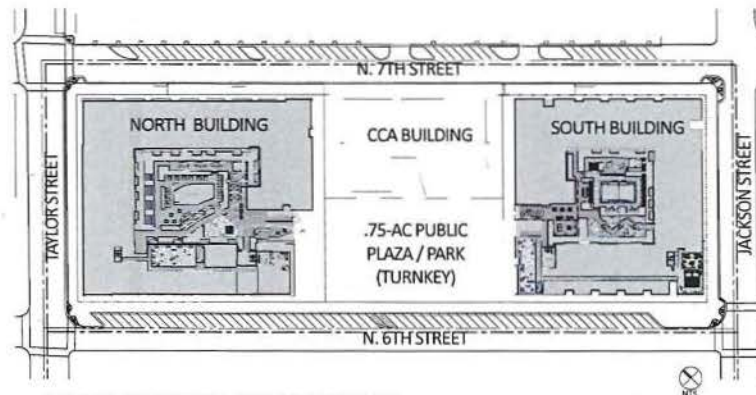 N. 7TH STREET
NORTH BUILDING
CCA BUILDING
SOUTH BUILDING
TAYLOR STREET
JACKSON STREET
.75-AC PUBLIC
PLAZA / PARK
(TURNKEY)
N. 6TH STREET
NTS